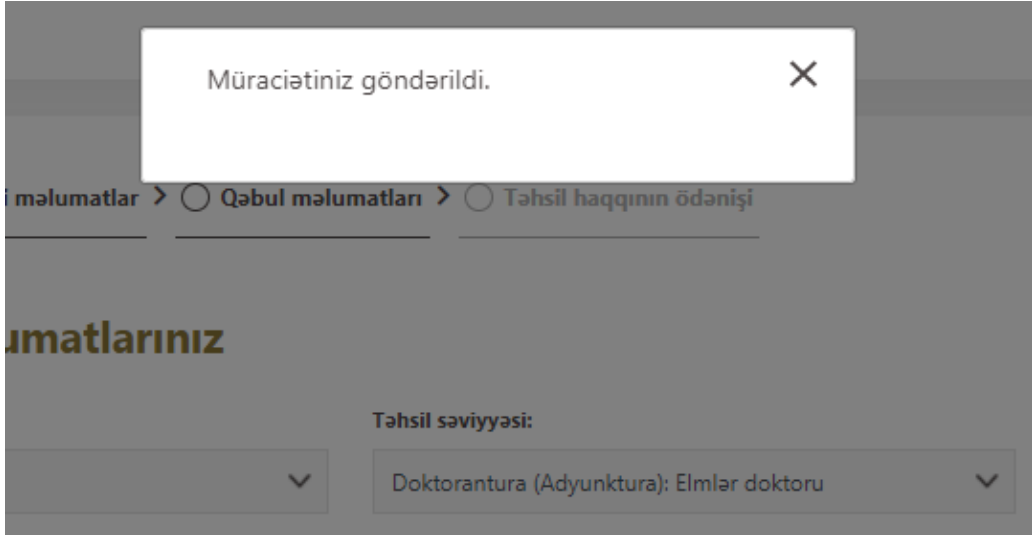 Müraciətiniz göndərildi.
i məlumatlar > Qəbul məlumatları > Təhsil haqqının ödənişi
umatlarınız
Təhsil səviyyəsi:
Doktorantura (Adyunktura): Elmlər doktoru